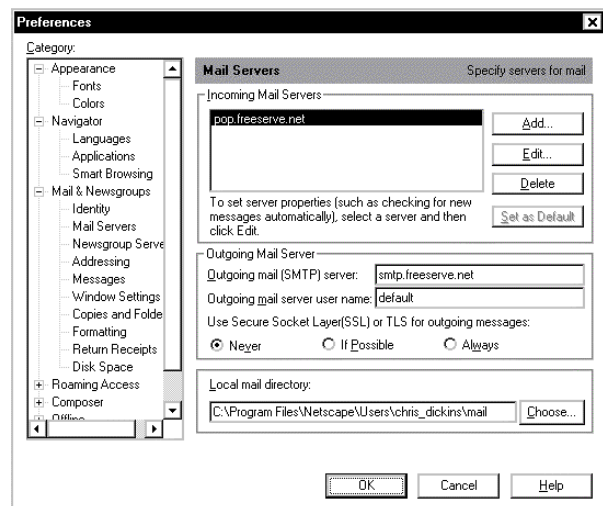 Preferences
Category:
Appearance
Fonts
Colors
Navigator
Languages
Applications
Smart Browsing
Mail & Newsgroups
Identity
Mail Servers
Newsgroup Serve
Addressing
Messages
Window Settings
Copies and Folde
Formatting
Return Receipts
Disk Space
Roaming Access
Composer
Offline
Mail Servers Specify servers for mail
Incoming Mail Servers
pop.freeserve.net
Add...
Edit...
Delete
Set as Default
To set server properties (such as checking for new
messages automatically), select a server and then
click Edit.
Outgoing Mail Server
Outgoing mail (SMTP) server: smtp.freeserve.net
Outgoing mail server user name: default
Use Secure Socket Layer(SSL) or TLS for outgoing messages:
Never If Possible Always
Local mail directory:
C:\Program Files\Netscape\Users\chris_dickins\mail Choose...
OK Cancel Help